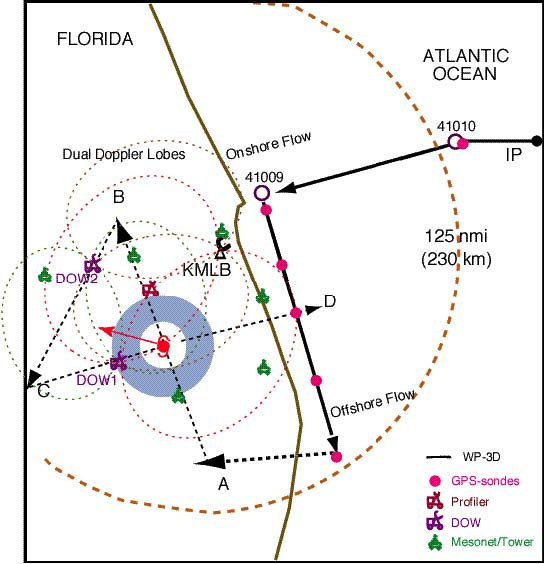 FLORIDA
ATLANTIC
OCEAN
Onshore Flow
41010
IP
Dual Doppler Lobes
41009
B
125 nmi
(230 km)
KMLB
DOW2
D
DOW1
C
Offshore Flow
A
WP-3D
GPS-sondes
Profiler
DOW
Mesonet/Tower